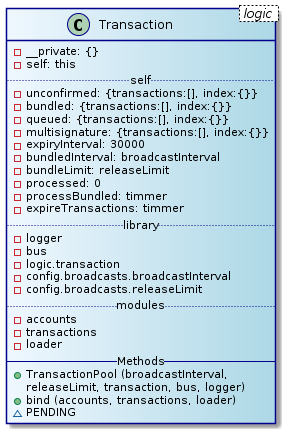 logic
C Transaction
__private: {}
self: this
self
unconfirmed: {transactions:[], index:{}}
bundled: {transactions:[], index:{}}
queued: {transactions:[], index:{}}
multisignature: {transactions:[], index:{}}
expiryInterval: 30000
bundledInterval: broadcastInterval
bundleLimit: releaseLimit
processed: 0
processBundled: timmer
expireTransactions: timmer
library
logger
bus
logic.transaction
config.broadcasts.broadcastInterval
config.broadcasts.releaseLimit
modules
accounts
transactions
loader
Methods
TransactionPool (broadcastInterval,
releaseLimit, transaction, bus, logger)
bind (accounts, transactions, loader)
PENDING